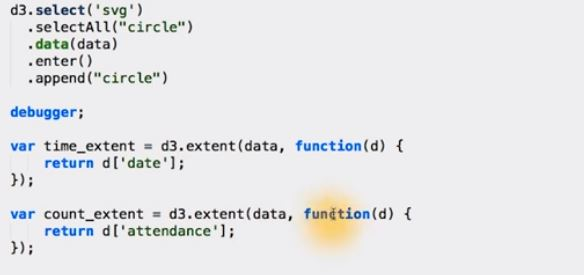 d3.select('svg')
  .selectAll("circle")
  .data(data)
  .enter()
  .append("circle")
debugger;
var time_extent = d3.extent(data, function(d) {
    return d['date'];
});
var count_extent = d3.extent(data, function(d) {
    return d['attendance'];
});